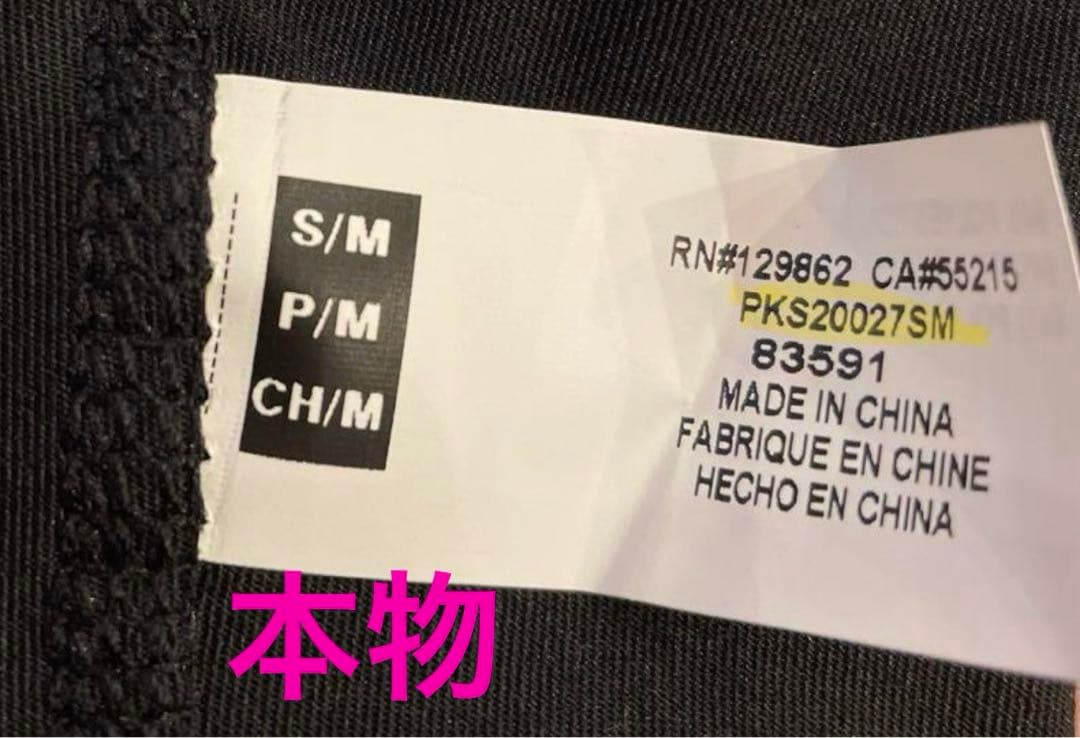 S/M
P/M
CH/M
RN#129862 CA#55215
PKS20027SM
83591
MADE IN CHINA
FABRIQUE EN CHINE
HECHO EN CHINA
本物